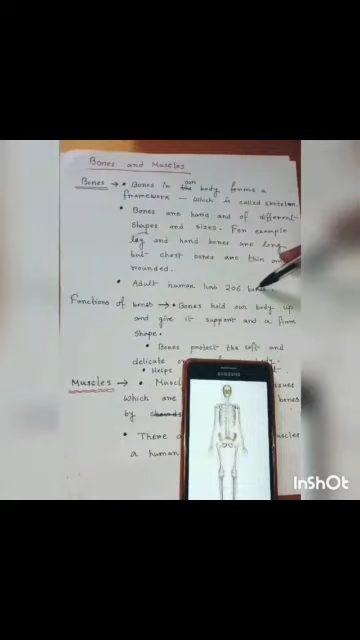 Bones and Muscles
Bones → • Bones in our body forms a
framework - which is called skeleton.
• Bones are hard and of different
shapes and sizes. For example
leg and hand bones are long
but chest bones are thin and
rounded.
• Adult human has 206 bones.
Functions of bones → • Bones hold our body up
and give it support and a firm
shape.
• Bones protect the soft and
delicate
• Helps
Muscles → •
which are bones
by
• There
a human
SAMSUNG
InShOt